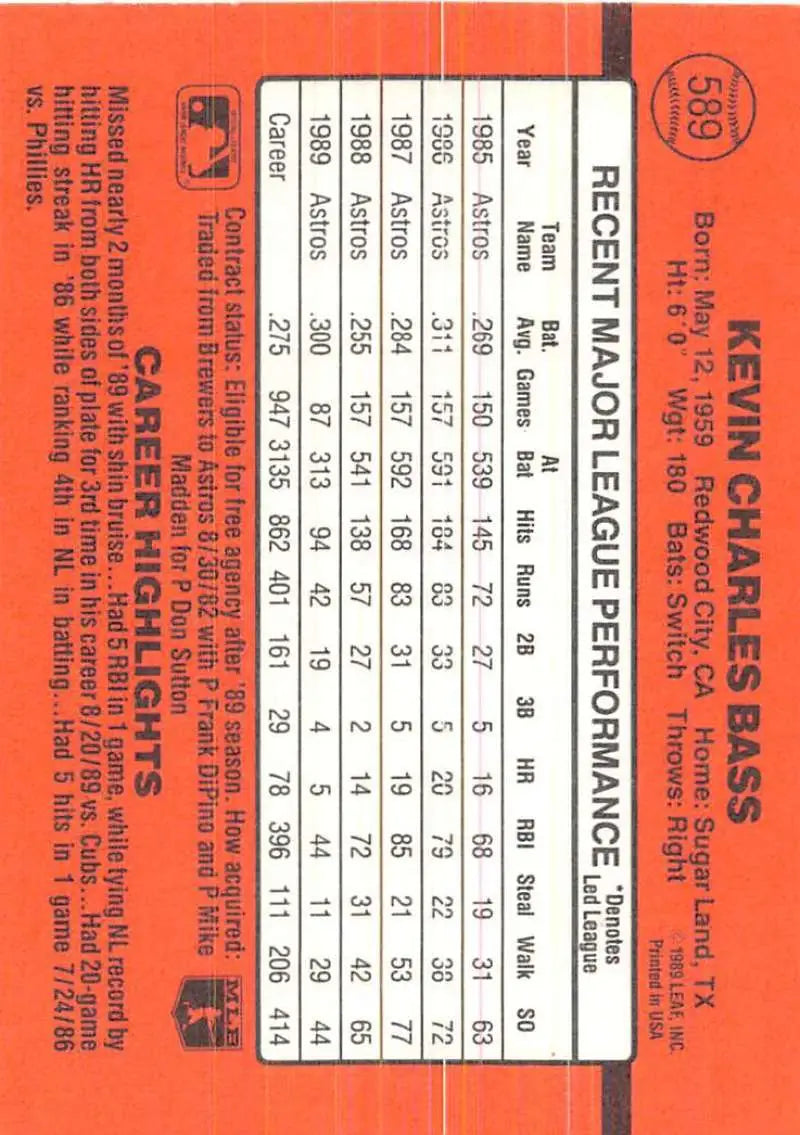 589
KEVIN CHARLES BASS
Born: May 12, 1959 Redwood City, CA Home: Sugar Land, TX
Ht: 6'0" Wgt: 180 Bats: Switch Throws: Right
© 1989 LEAF, INC.
Printed in USA
RECENT MAJOR LEAGUE PERFORMANCE
*Denotes
Led League
Year Team Name Bat. Avg. Games At Bat Hits Runs 2B 3B HR RBI Steal Walk SO
1985 Astros .269 150 539 145 72 27 5 16 68 19 31 63
1986 Astros .311 157 591 184 83 33 5 20 79 22 38 72
1987 Astros .284 157 592 168 83 31 5 19 85 21 53 77
1988 Astros .255 157 541 138 57 27 2 14 72 31 42 65
1989 Astros .300 87 313 94 42 19 4 5 44 11 29 44
Career .275 947 3135 862 401 161 29 78 396 111 206 414
Contract status: Eligible for free agency after '89 season. How acquired:
Traded from Brewers to Astros 8/30/82 with P Frank DiPino and P Mike
Madden for P Don Sutton
MLB
CAREER HIGHLIGHTS
Missed nearly 2 months of '89 with shin bruise...Had 5 RBI in 1 game, while tying NL record by
hitting HR from both sides of plate for 3rd time in his career 8/20/89 vs. Cubs...Had 20-game
hitting streak in '86 while ranking 4th in NL in batting...Had 5 hits in 1 game 7/24/86
vs. Phillies.